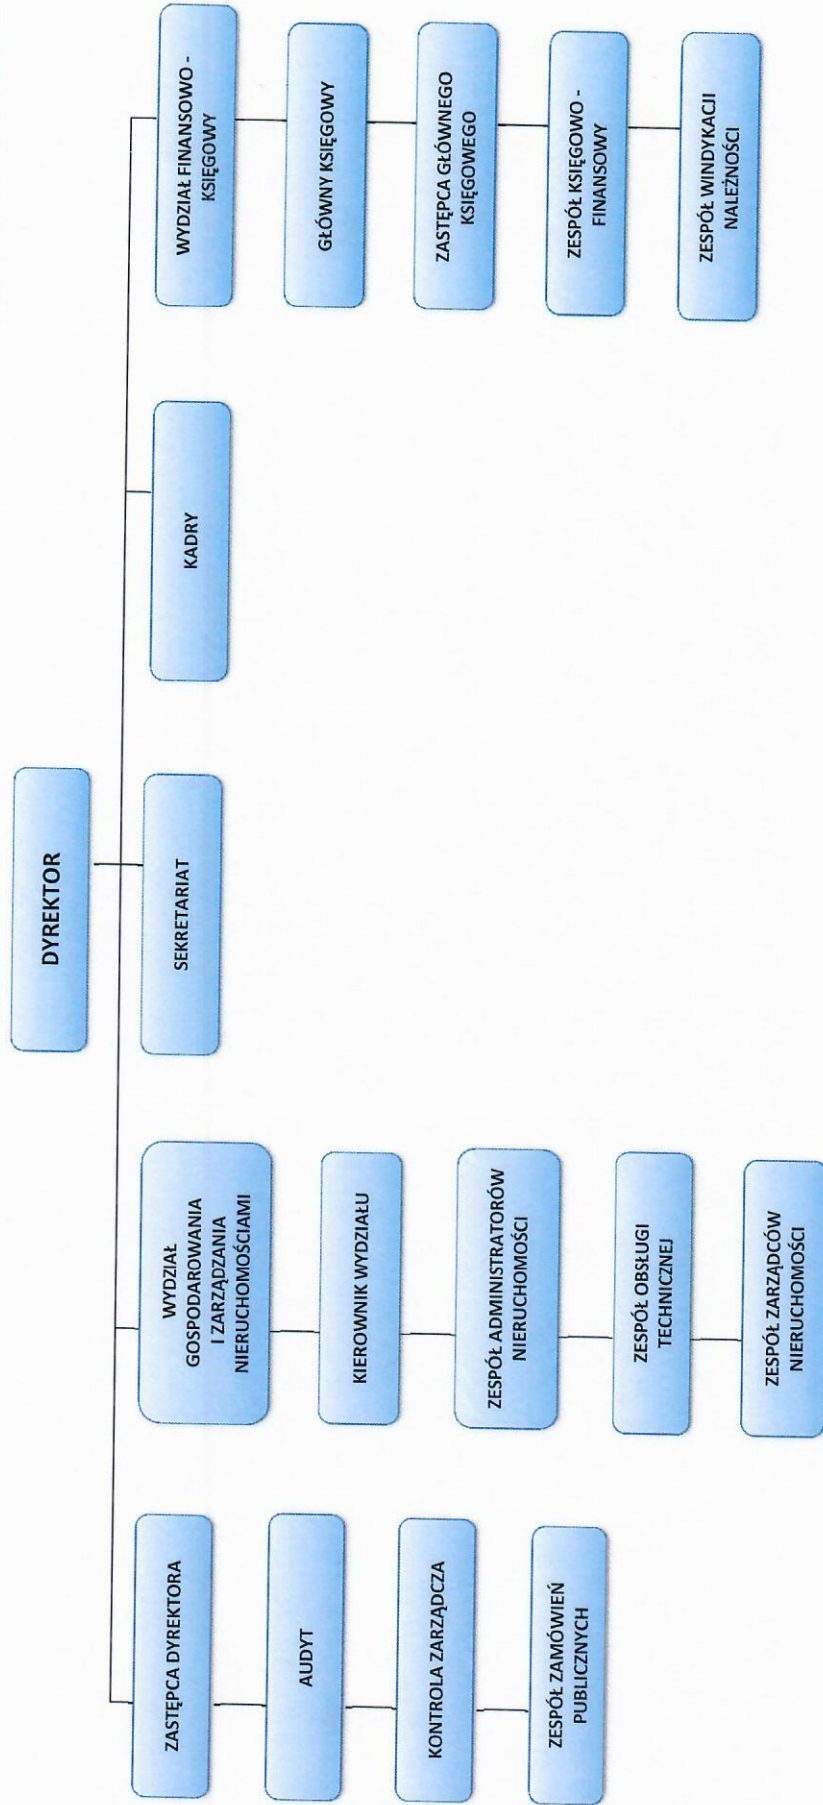 DYREKTOR
ZASTĘPCA DYREKTORA
AUDYT
KONTROLA ZARZĄDCZA
ZESPÓŁ ZAMÓWIEŃ
PUBLICZNYCH
WYDZIAŁ
GOSPODAROWANIA
I ZARZĄDZANIA
NIERUCHOMOŚCIAMI
KIEROWNIK WYDZIAŁU
ZESPÓŁ ADMINISTRATORÓW
NIERUCHOMOŚCI
ZESPÓŁ OBSŁUGI
TECHNICZNEJ
ZESPÓŁ ZARZĄDCÓW
NIERUCHOMOŚCI
SEKRETARIAT
KADRY
WYDZIAŁ FINANSOWO -
KSIĘGOWY
GŁÓWNY KSIĘGOWY
ZASTĘPCA GŁÓWNEGO
KSIĘGOWEGO
ZESPÓŁ KSIĘGOWO -
FINANSOWY
ZESPÓŁ WINDYKACJI
NALEŻNOŚCI